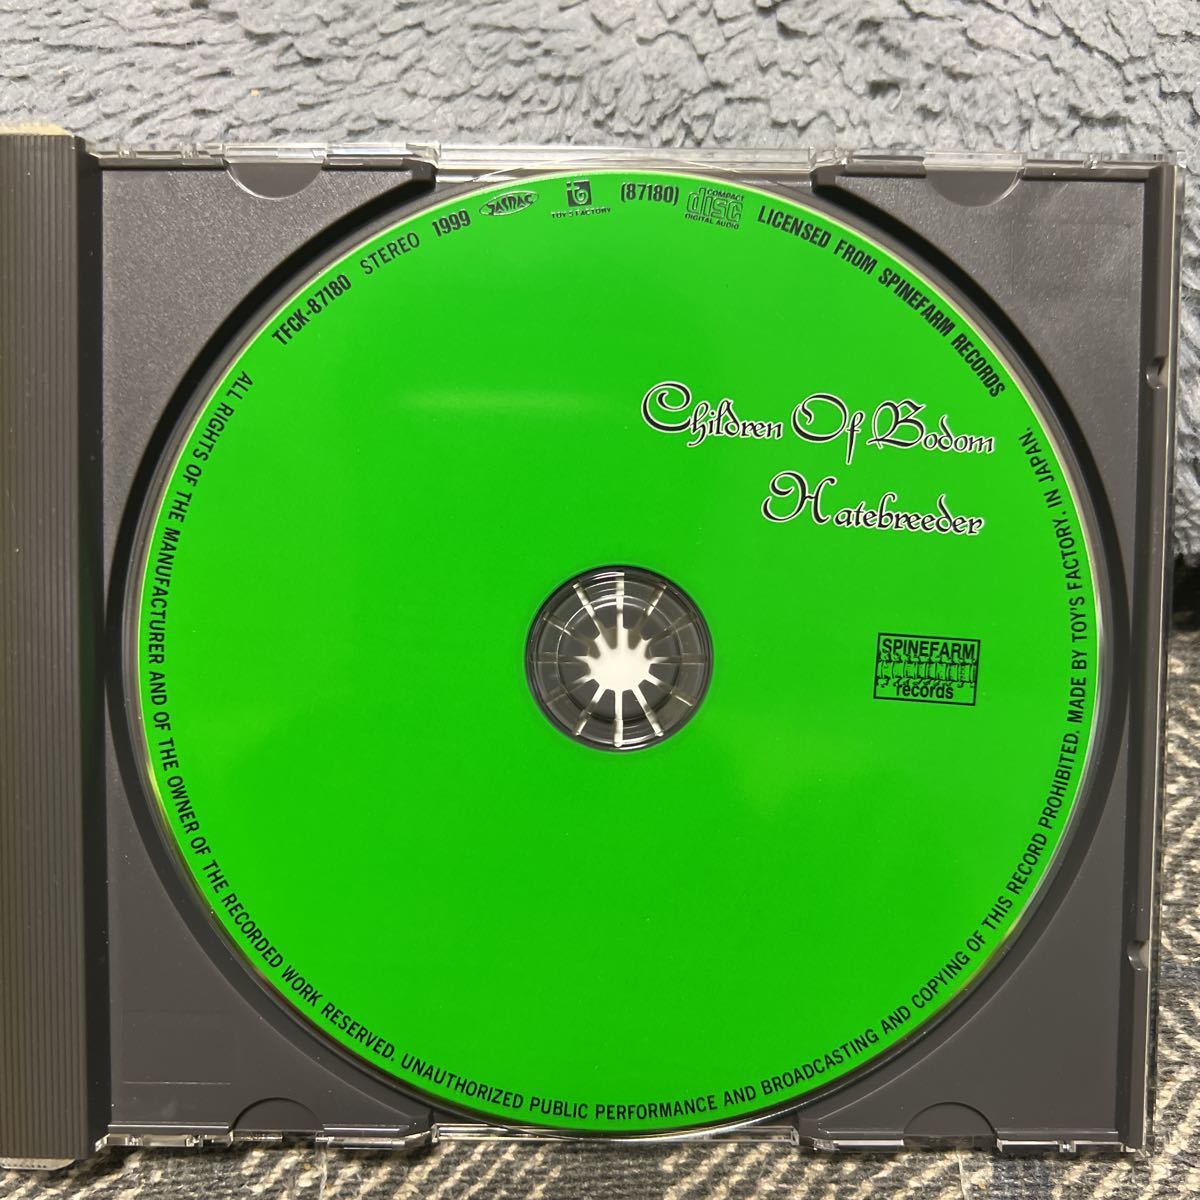 TFCK-87180 STEREO 1999 JASRAC TOY'S FACTORY (87180) COMPACT disc DIGITAL AUDIO LICENSED FROM SPINEFARM RECORDS
Children Of Bodom
Hatebreeder
SPINEFARM
records
ALL RIGHTS OF THE MANUFACTURER AND OF THE OWNER OF THE RECORDED WORK RESERVED. UNAUTHORIZED PUBLIC PERFORMANCE AND BROADCASTING AND COPYING OF THIS RECORD PROHIBITED. MADE BY TOY'S FACTORY. IN JAPAN.